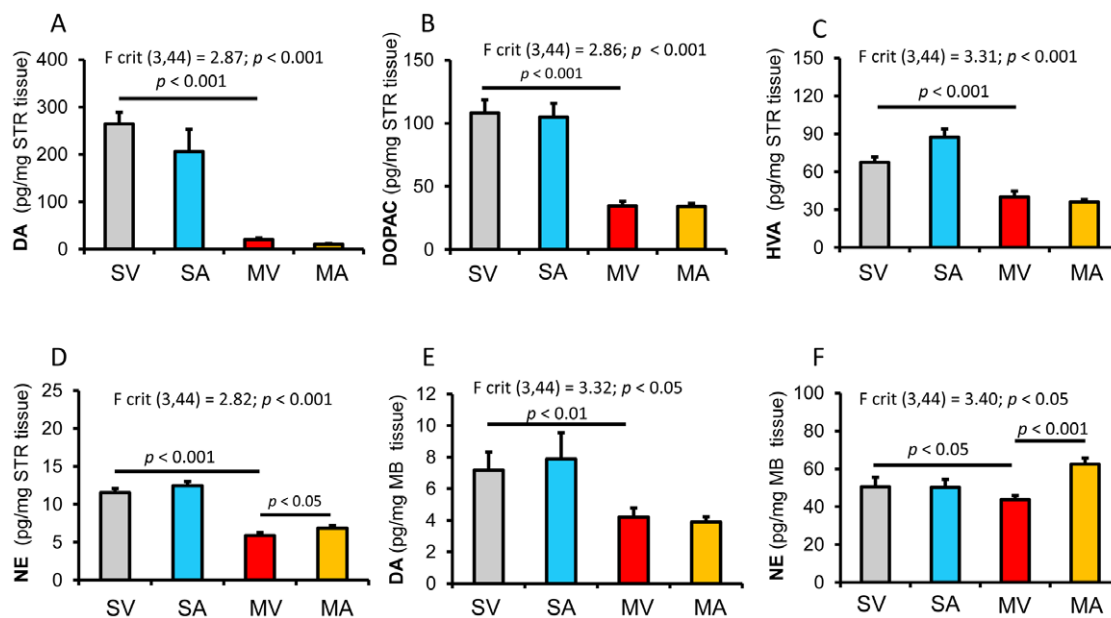 A
F crit (3,44) = 2.87; p < 0.001
p < 0.001
DA (pg/mg STR tissue)
400
300
200
100
0
SV SA MV MA
B
F crit (3,44) = 2.86; p < 0.001
p < 0.001
DOPAC (pg/mg STR tissue)
150
100
50
0
SV SA MV MA
C
F crit (3,44) = 3.31; p < 0.001
p < 0.001
HVA (pg/mg STR tissue)
150
120
90
60
30
0
SV SA MV MA
D
F crit (3,44) = 2.82; p < 0.001
p < 0.001
p < 0.05
NE (pg/mg STR tissue)
25
20
15
10
5
0
SV SA MV MA
E
F crit (3,44) = 3.32; p < 0.05
p < 0.01
DA (pg/mg MB tissue)
12
10
8
6
4
2
0
SV SA MV MA
F
F crit (3,44) = 3.40; p < 0.05
p < 0.001
p < 0.05
NE (pg/mg MB tissue)
100
80
60
40
20
0
SV SA MV MA